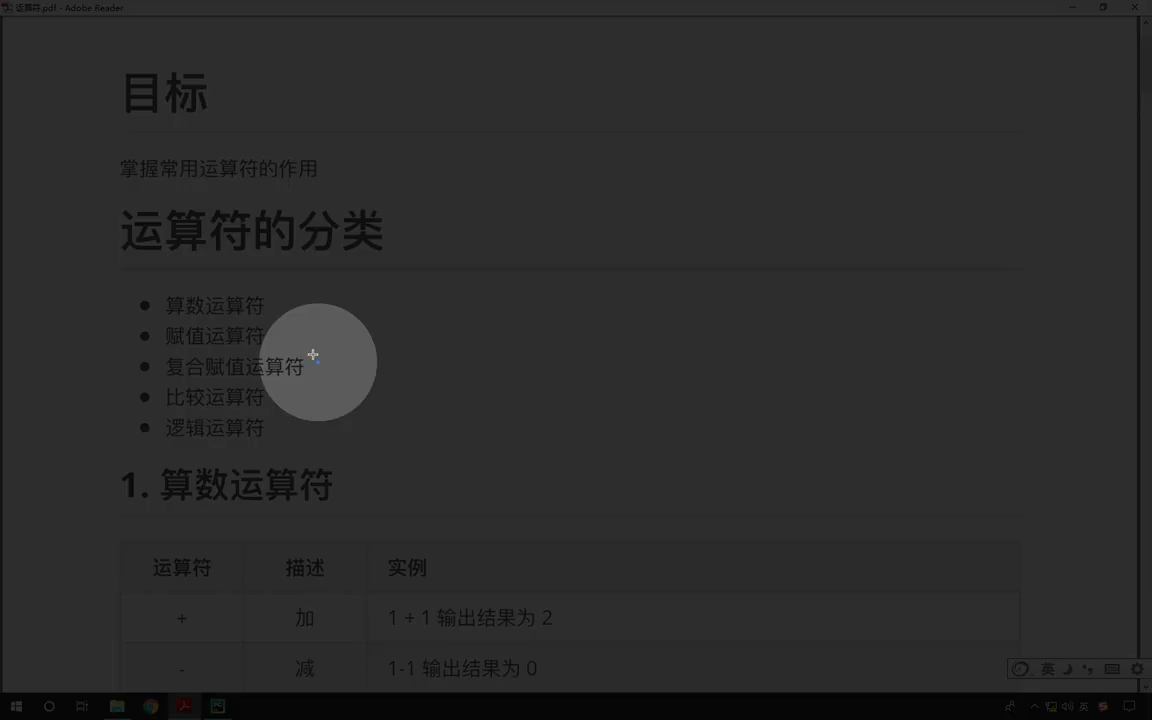 运算符.pdf - Adobe Reader
目标
掌握常用运算符的作用
运算符的分类
算数运算符
赋值运算符
复合赋值运算符
比较运算符
逻辑运算符
1. 算数运算符
运算符 描述 实例
+ 加 1 + 1 输出结果为 2
- 减 1-1 输出结果为 0
英
英